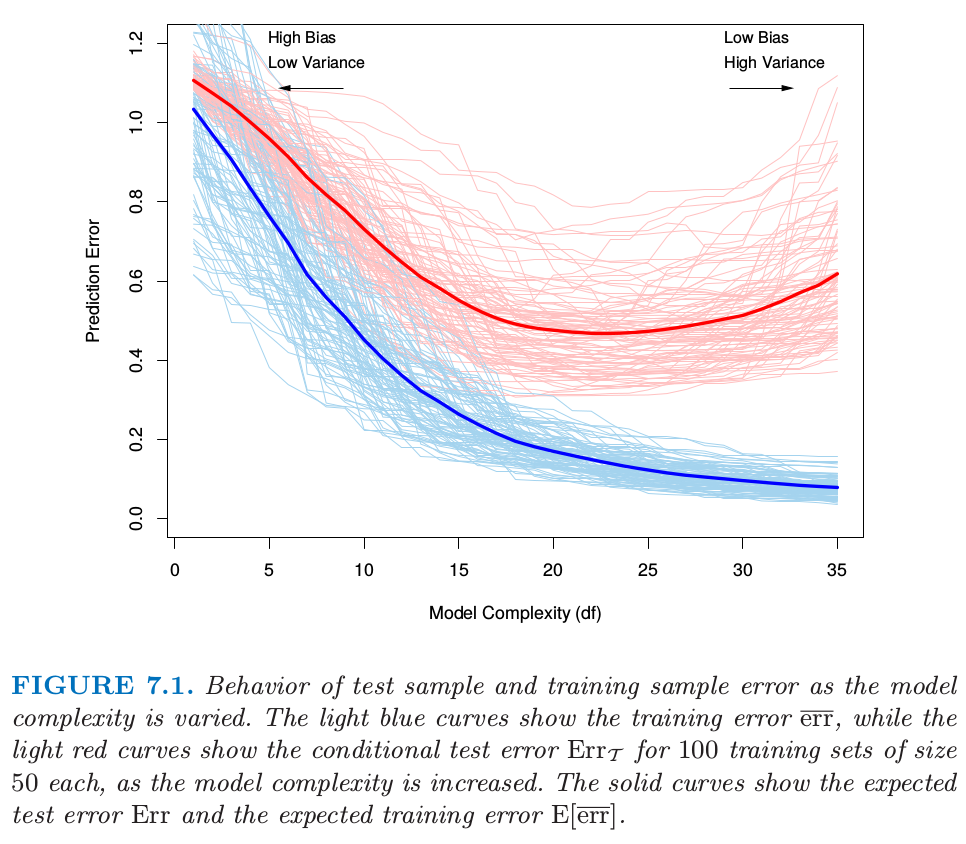 High Bias
Low Variance
Low Bias
High Variance
Prediction Error
1.2
1.0
0.8
0.6
0.4
0.2
0.0
0 5 10 15 20 25 30 35
Model Complexity (df)
FIGURE 7.1. Behavior of test sample and training sample error as the model
complexity is varied. The light blue curves show the training error e̅r̅r̅, while the
light red curves show the conditional test error Err𝒯 for 100 training sets of size
50 each, as the model complexity is increased. The solid curves show the expected
test error Err and the expected training error E[e̅r̅r̅].